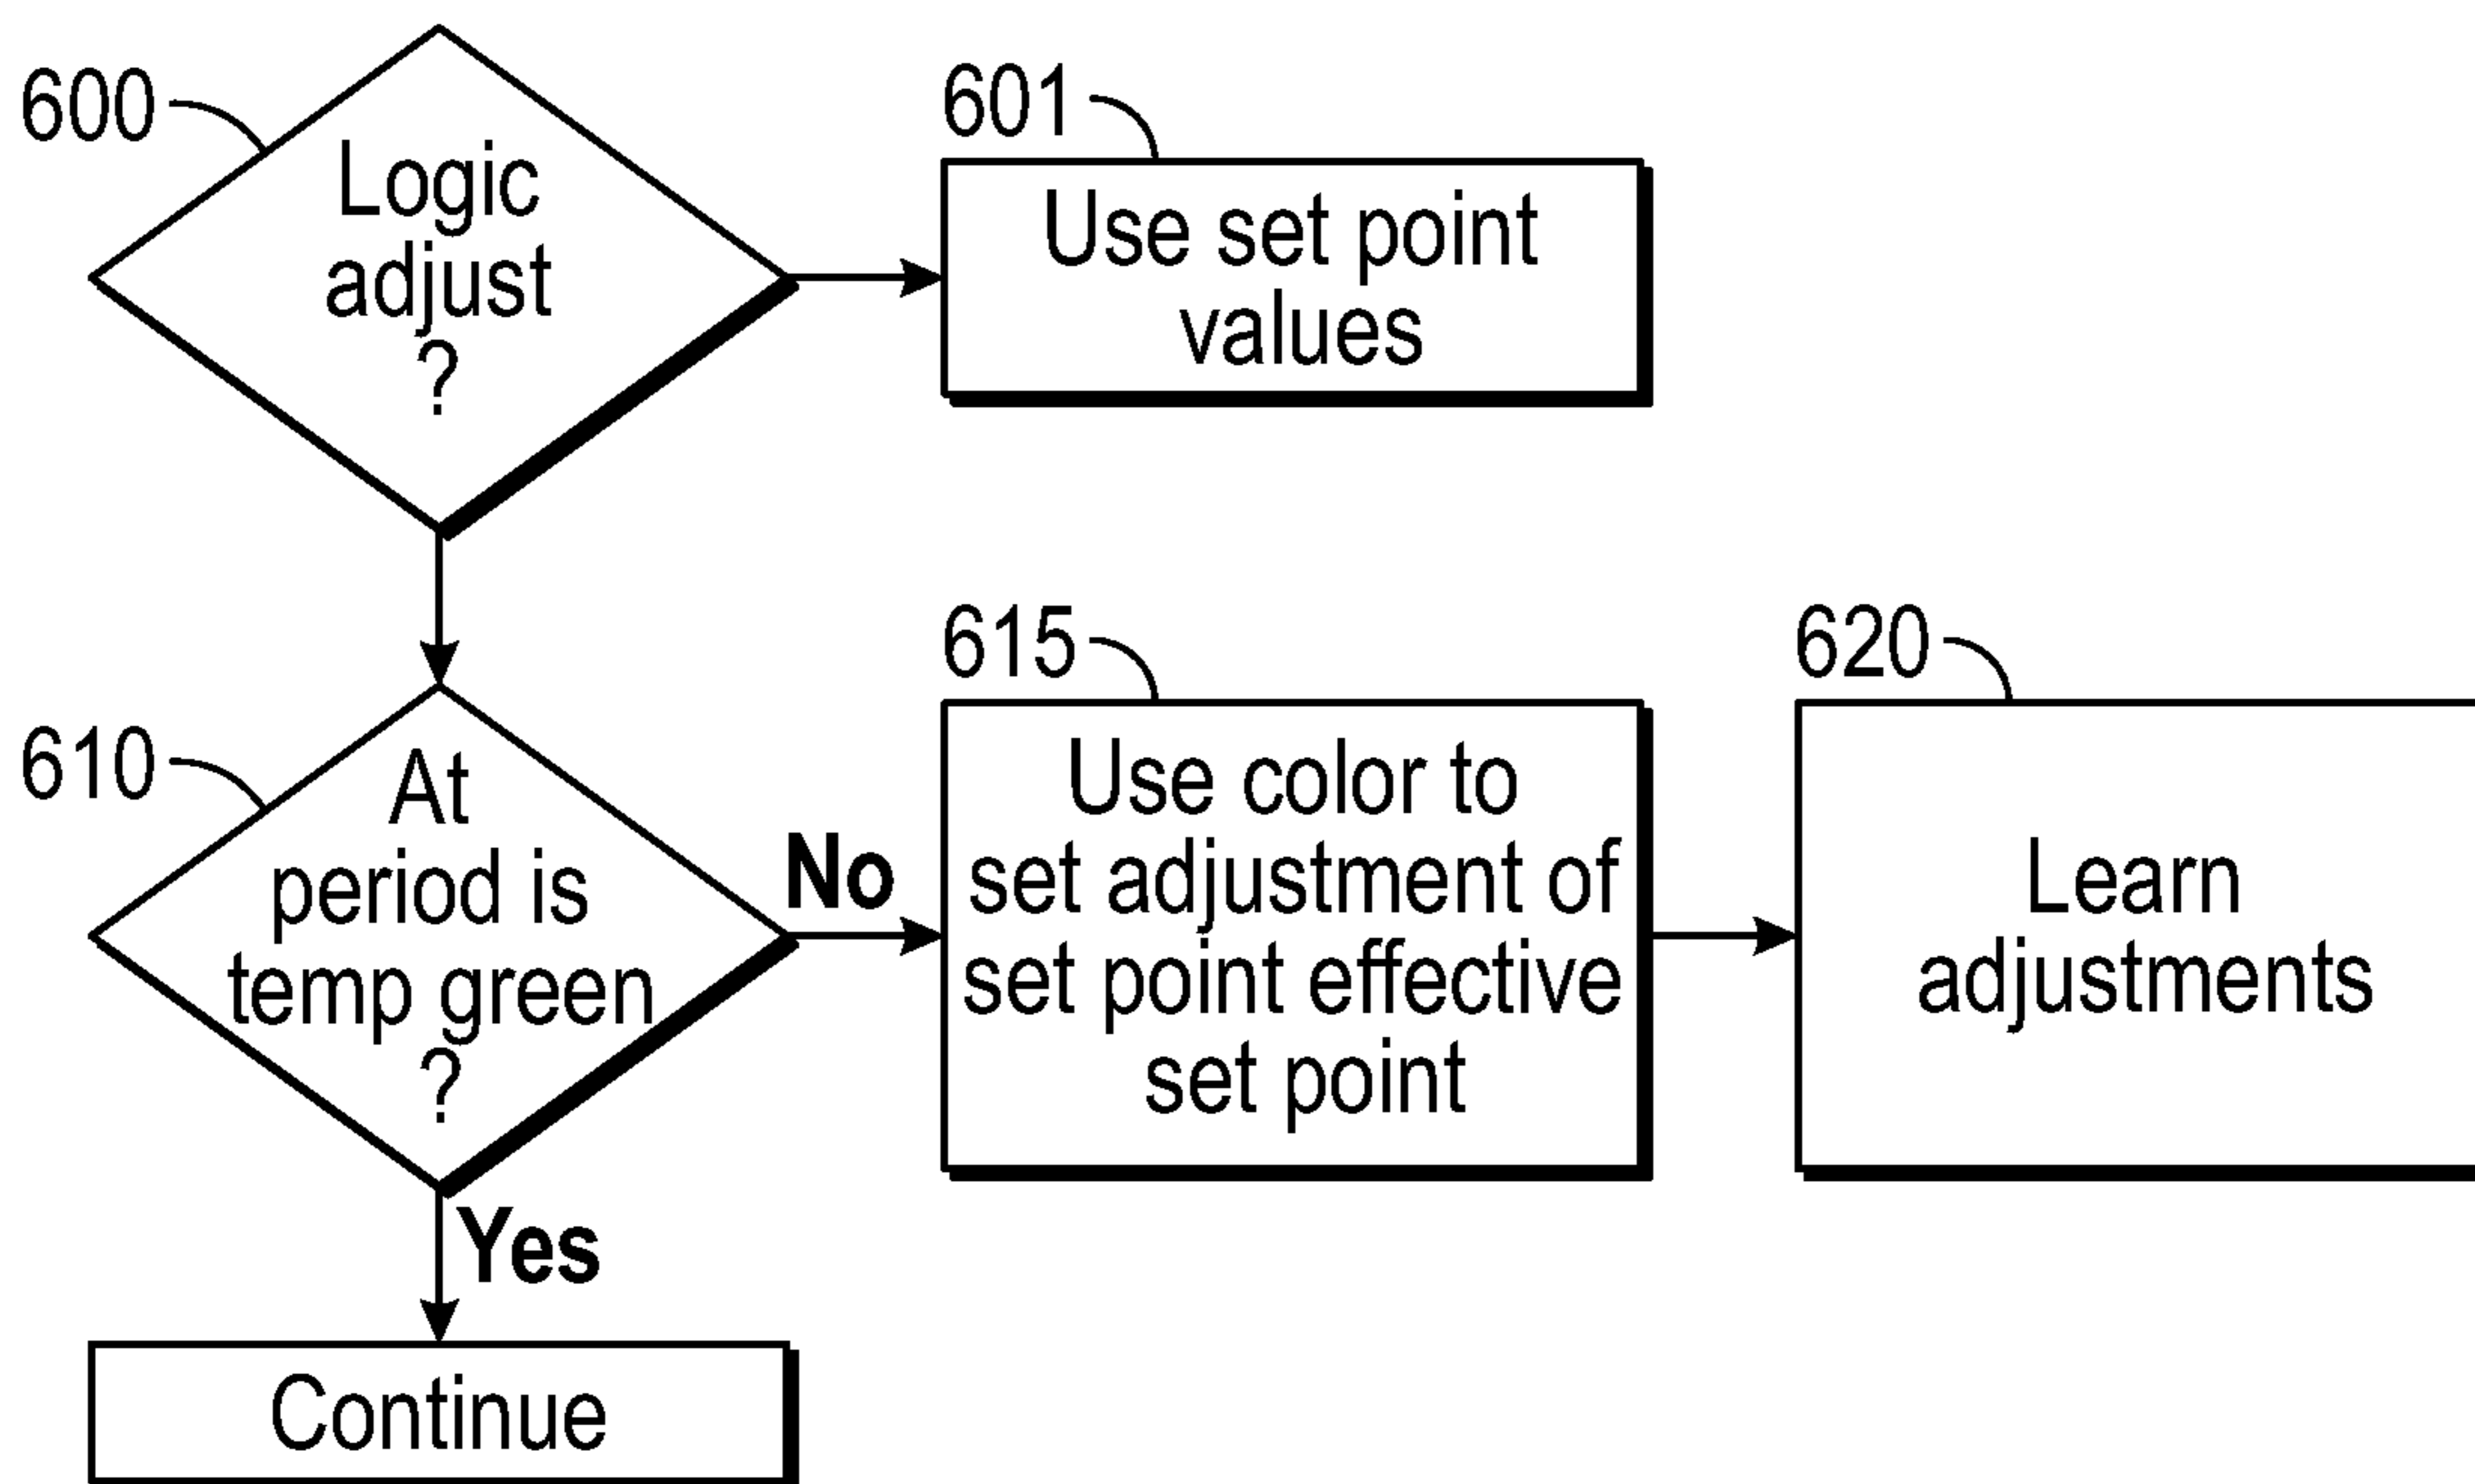 600
Logic
adjust
?
601
Use set point
values
610
At
period is
temp green
?
No
615
Use color to
set adjustment of
set point effective
set point
620
Learn
adjustments
Yes
Continue